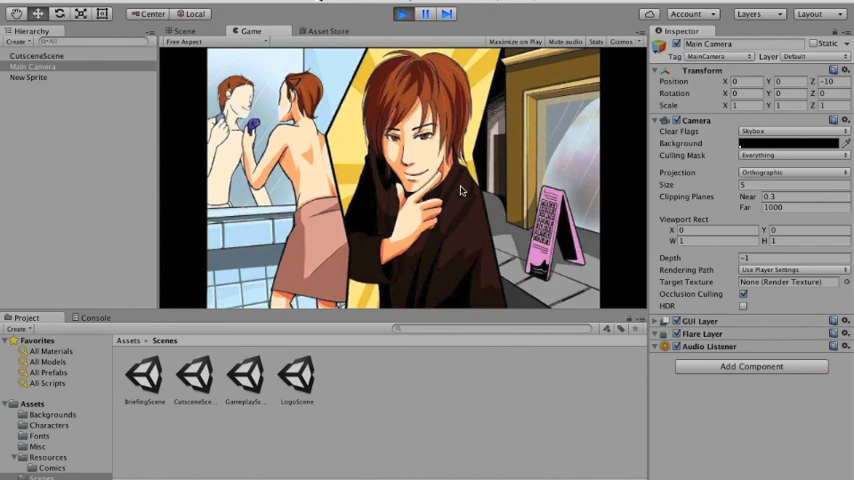 Center
Local
Account
Layers
Layout
Hierarchy
Create
All
CutsceneScene
Main Camera
New Sprite
Scene
Game
Asset Store
Free Aspect
Maximize on Play
Mute audio
Stats
Gizmos
Inspector
Main Camera
Static
Tag MainCamera Layer Default
Transform
Position X 0 Y 0 Z -10
Rotation X 0 Y 0 Z 0
Scale X 1 Y 1 Z 1
Camera
Clear Flags Skybox
Background
Culling Mask Everything
Projection Orthographic
Size 5
Clipping Planes Near 0.3
Far 1000
Viewport Rect
X 0 Y 0
W 1 H 1
Depth -1
Rendering Path Use Player Settings
Target Texture None (Render Texture)
Occlusion Culling
HDR
GUI Layer
Flare Layer
Audio Listener
Add Component
Project
Console
Create
Favorites
All Materials
All Models
All Prefabs
All Scripts
Assets
Backgrounds
Characters
Fonts
Misc
Resources
Comics
Scenes
Assets Scenes
BriefingScene
CutsceneSce...
GameplaySc...
LogoScene